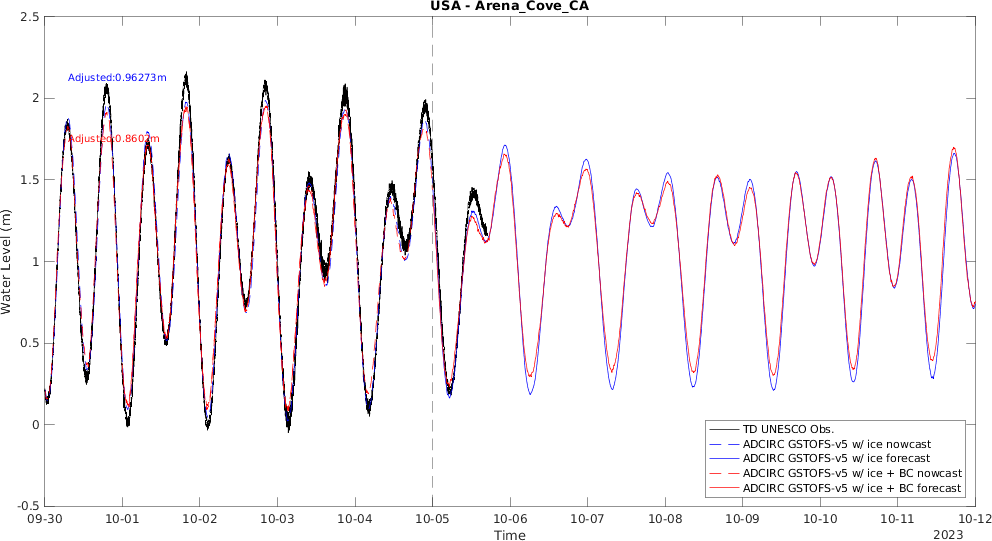 USA - Arena_Cove_CA
2.5
Adjusted:0.96273m
2
Adjusted:0.8602m
1.5
Water Level (m)
1
0.5
0
-0.5
TD UNESCO Obs.
ADCIRC GSTOFS-v5 w/ ice nowcast
ADCIRC GSTOFS-v5 w/ ice forecast
ADCIRC GSTOFS-v5 w/ ice + BC nowcast
ADCIRC GSTOFS-v5 w/ ice + BC forecast
09-30 10-01 10-02 10-03 10-04 10-05 10-06 10-07 10-08 10-09 10-10 10-11 10-12
Time
2023